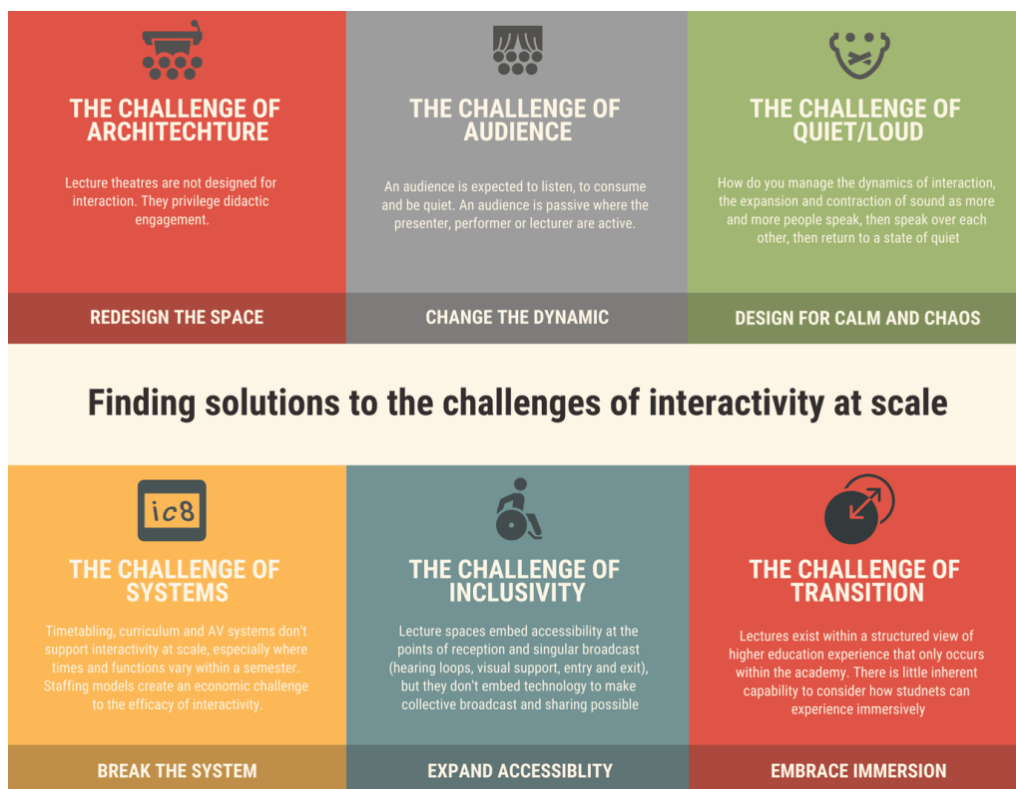 THE CHALLENGE OF
ARCHITECHTURE
Lecture theatres are not designed for
interaction. They privilege didactic
engagement.
REDESIGN THE SPACE
THE CHALLENGE OF
AUDIENCE
An audience is expected to listen, to consume
and be quiet. An audience is passive where the
presenter, performer or lecturer are active.
CHANGE THE DYNAMIC
THE CHALLENGE OF
QUIET/LOUD
How do you manage the dynamics of interaction,
the expansion and contraction of sound as more
and more people speak, then speak over each
other, then return to a state of quiet
DESIGN FOR CALM AND CHAOS
Finding solutions to the challenges of interactivity at scale
ic8
THE CHALLENGE OF
SYSTEMS
Timetabling, curriculum and AV systems don't
support interactivity at scale, especially where
times and functions vary within a semester.
Staffing models create an economic challenge
to the efficacy of interactivity.
BREAK THE SYSTEM
THE CHALLENGE OF
INCLUSIVITY
Lecture spaces embed accessibility at the
points of reception and singular broadcast
(hearing loops, visual support, entry and exit),
but they don't embed technology to make
collective broadcast and sharing possible
EXPAND ACCESSIBLITY
THE CHALLENGE OF
TRANSITION
Lectures exist within a structured view of
higher education experience that only occurs
within the academy. There is little inherent
capability to consider how studnets can
experience immersively
EMBRACE IMMERSION